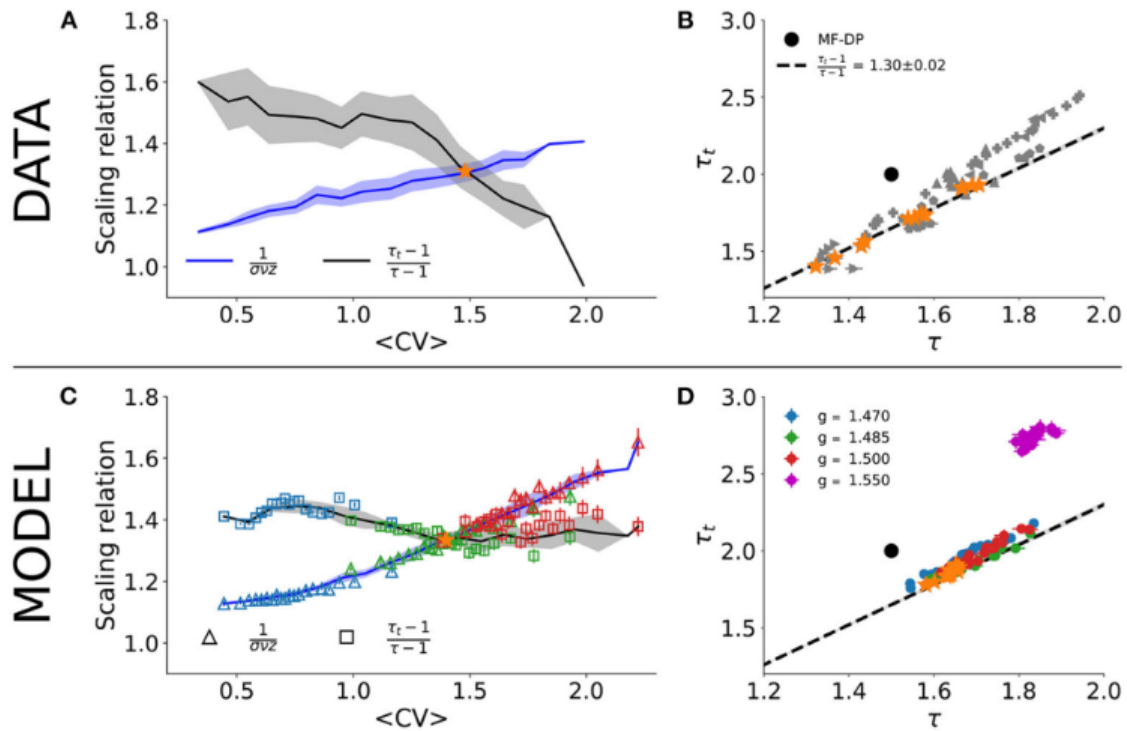 DATA
A
1.8
1.6
1.4
1.2
1.0
Scaling relation
1/σνz
τt − 1/τ − 1
0.5 1.0 1.5 2.0
<CV>
B
3.0
2.5
2.0
1.5
τt
MF-DP
τt−1/τ−1 = 1.30±0.02
1.2 1.4 1.6 1.8 2.0
τ
MODEL
C
1.8
1.6
1.4
1.2
1.0
Scaling relation
1/σνz
τt − 1/τ − 1
0.5 1.0 1.5 2.0
<CV>
D
3.0
2.5
2.0
1.5
τt
g = 1.470
g = 1.485
g = 1.500
g = 1.550
1.2 1.4 1.6 1.8 2.0
τ